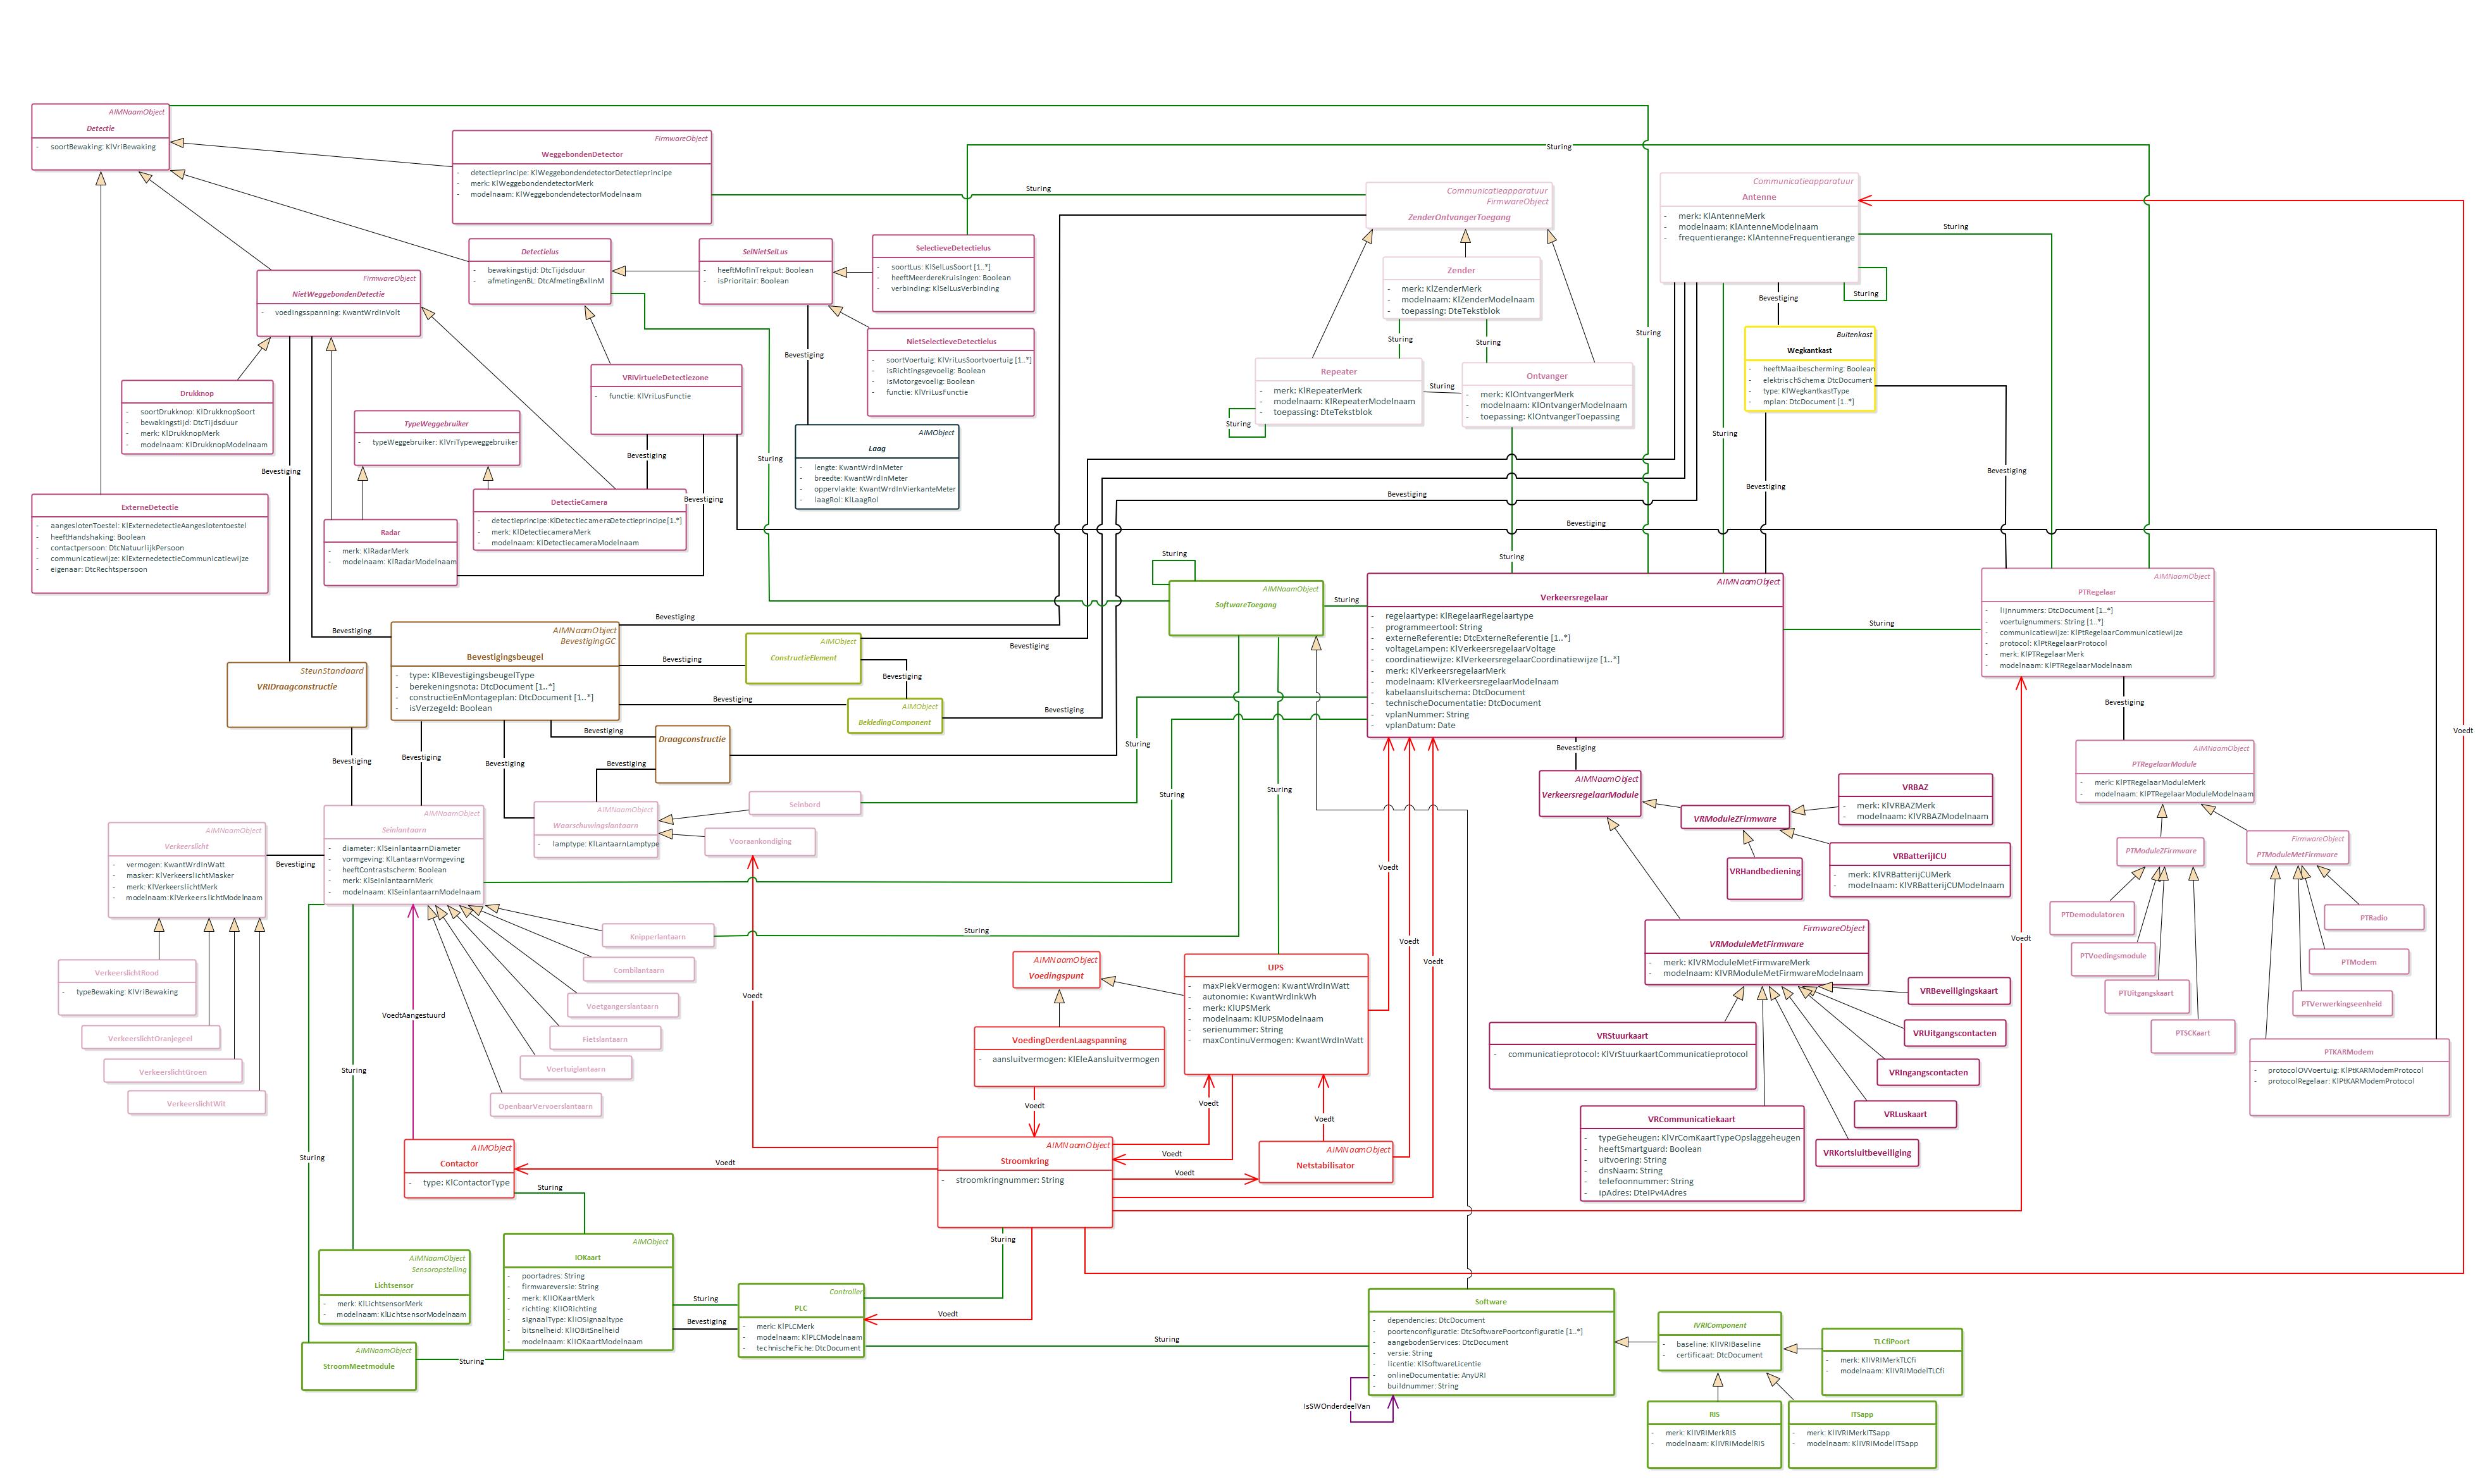 AIMNaamObject
Detectie
- soortBewaking: KlVriBewaking
FirmwareObject
WeggebondenDetector
- detectieprincipe: KlWeggebondendetectorDetectieprincipe
- merk: KlWeggebondendetectorMerk
- modelnaam: KlWeggebondendetectorModelnaam
Sturing
Sturing
Communicatieapparatuur
FirmwareObject
ZenderOntvangerToegang
Communicatieapparatuur
Antenne
- merk: KlAntenneMerk
- modelnaam: KlAntenneModelnaam
- frequentierange: KlAntenneFrequentierange
Sturing
Sturing
Bevestiging
Detectielus
- bewakingstijd: DtcTijdsduur
- afmetingenBL: DtcAfmetingBxlInM
SelNietSelLus
- heeftMofInTrekput: Boolean
- isPrioritair: Boolean
SelectieveDetectielus
- soortLus: KlSelLusSoort [1..*]
- heeftMeerdereKruisingen: Boolean
- verbinding: KlSelLusVerbinding
FirmwareObject
NietWeggebondenDetectie
- voedingsspanning: KwantWrdInVolt
Zender
- merk: KlZenderMerk
- modelnaam: KlZenderModelnaam
- toepassing: DteTekstblok
Sturing
Sturing
Sturing
Buitenkast
Wegkantkast
- heeftMaaibescherming: Boolean
- elektrischSchema: DtcDocument
- type: KlWegkantkastType
- mplan: DtcDocument [1..*]
NietSelectieveDetectielus
- soortVoertuig: KlVriLusSoortvoertuig [1..*]
- isRichtingsgevoelig: Boolean
- isMotorgevoelig: Boolean
- functie: KlVriLusFunctie
Bevestiging
Repeater
- merk: KlRepeaterMerk
- modelnaam: KlRepeaterModelnaam
- toepassing: DteTekstblok
Sturing
Sturing
Ontvanger
- merk: KlOntvangerMerk
- modelnaam: KlOntvangerModelnaam
- toepassing: KlOntvangerToepassing
Drukknop
- soortDrukknop: KlDrukknopSoort
- bewakingstijd: DtcTijdsduur
- merk: KlDrukknopMerk
- modelnaam: KlDrukknopModelnaam
VRIVirtueleDetectiezone
- functie: KlVriLusFunctie
TypeWeggebruiker
- typeWeggebruiker: KlVriTypeweggebruiker
AIMObject
Laag
- lengte: KwantWrdInMeter
- breedte: KwantWrdInMeter
- oppervlakte: KwantWrdInVierkanteMeter
- laagRol: KlLaagRol
Sturing
Bevestiging
Sturing
Bevestiging
Bevestiging
Bevestiging
Bevestiging
Bevestiging
Bevestiging
Sturing
ExterneDetectie
- aangeslotenToestel: KlExternedetectieAangeslotentoestel
- heeftHandshaking: Boolean
- contactpersoon: DtcNatuurlijkPersoon
- communicatiewijze: KlExternedetectieCommunicatiewijze
- eigenaar: DtcRechtspersoon
Radar
- merk: KlRadarMerk
- modelnaam: KlRadarModelnaam
DetectieCamera
- detectieprincipe:KlDetectiecameraDetectieprincipe[1..*]
- merk: KlDetectiecameraMerk
- modelnaam: KlDetectiecameraModelnaam
Sturing
AIMNaamObject
SoftwareToegang
Sturing
AIMNaamObject
Verkeersregelaar
- regelaartype: KlRegelaarRegelaartype
- programmeertool: String
- externeReferentie: DtcExterneReferentie [1..*]
- voltageLampen: KlVerkeersregelaarVoltage
- coordinatiewijze: KlVerkeersregelaarCoordinatiewijze [1..*]
- merk: KlVerkeersregelaarMerk
- modelnaam: KlVerkeersregelaarModelnaam
- kabelaansluitschema: DtcDocument
- technischeDocumentatie: DtcDocument
- vplanNummer: String
- vplanDatum: Date
Sturing
AIMNaamObject
PTRegelaar
- lijnnummers: DtcDocument [1..*]
- voertuignummers: String [1..*]
- communicatiewijze: KlPtRegelaarCommunicatiewijze
- protocol: KlPtRegelaarProtocol
- merk: KlPTRegelaarMerk
- modelnaam: KlPTRegelaarModelnaam
Bevestiging
Bevestiging
Bevestiging
AIMNaamObject
BevestigingGC
Bevestigingsbeugel
- type: KlBevestigingsbeugelType
- berekeningsnota: DtcDocument [1..*]
- constructieEnMontageplan: DtcDocument [1..*]
- isVerzegeld: Boolean
SteunStandaard
VRIDraagconstructie
AIMObject
ConstructieElement
Bevestiging
Bevestiging
Bevestiging
AIMObject
BekledingComponent
Bevestiging
Bevestiging
Draagconstructie
Bevestiging
Bevestiging
Bevestiging
Bevestiging
Sturing
Sturing
Sturing
Bevestiging
Bevestiging
Voedt
AIMNaamObject
VerkeersregelaarModule
VRModuleZFirmware
VRBAZ
- merk: KlVRBAZMerk
- modelnaam: KlVRBAZModelnaam
VRHandbediening
VRBatterijICU
- merk: KlVRBatterijCUMerk
- modelnaam: KlVRBatterijCUModelnaam
AIMNaamObject
PTRegelaarModule
- merk: KlPTRegelaarModuleMerk
- modelnaam: KlPTRegelaarModuleModelnaam
PTModuleZFirmware
FirmwareObject
PTModuleMetFirmware
PTDemodulatoren
PTVoedingsmodule
PTUitgangskaart
PTSCKaart
PTRadio
PTModem
PTVerwerkingseenheid
PTKARModem
- protocolOVVoertuig: KlPtKARModemProtocol
- protocolRegelaar: KlPtKARModemProtocol
AIMNaamObject
Verkeerslicht
- vermogen: KwantWrdInWatt
- masker: KlVerkeerslichtMasker
- merk: KlVerkeerslichtMerk
- modelnaam:KlVerkeerslichtModelnaam
Bevestiging
AIMNaamObject
Seinlantaarn
- diameter: KlSeinlantaarnDiameter
- vormgeving: KlLantaarnVormgeving
- heeftContrastscherm: Boolean
- merk: KlSeinlantaarnMerk
- modelnaam: KlSeinlantaarnModelnaam
AIMNaamObject
Waarschuwingslantaarn
- lamptype: KlLantaarnLamptype
Seinbord
Vooraankondiging
Voedt
Voedt
Voedt
Voedt
Voedt
Sturing
VerkeerslichtRood
- typeBewaking: KlVriBewaking
VerkeerslichtOranjegeel
VerkeerslichtGroen
VerkeerslichtWit
Knipperlantaarn
Combilantaarn
Voetgangerslantaarn
Fietslantaarn
Voertuiglantaarn
OpenbaarVervoerslantaarn
VoedtAangestuurd
Sturing
Sturing
AIMNaamObject
Voedingspunt
UPS
- maxPiekVermogen: KwantWrdInWatt
- autonomie: KwantWrdInkWh
- merk: KlUPSMerk
- modelnaam: KlUPSModelnaam
- serienummer: String
- maxContinuVermogen: KwantWrdInWatt
VoedingDerdenLaagspanning
- aansluitvermogen: KlEleAansluitvermogen
Voedt
Voedt
Voedt
FirmwareObject
VRModuleMetFirmware
- merk: KlVRModuleMetFirmwareMerk
- modelnaam: KlVRModuleMetFirmwareModelnaam
VRBeveiligingskaart
VRUitgangscontacten
VRIngangscontacten
VRLuskaart
VRKortsluitbeveiliging
VRStuurkaart
- communicatieprotocol: KlVrStuurkaartCommunicatieprotocol
VRCommunicatiekaart
- typeGeheugen: KlVrComKaartTypeOpslaggeheugen
- heeftSmartguard: Boolean
- uitvoering: String
- dnsNaam: String
- telefoonnummer: String
- ipAdres: DteIPv4Adres
AIMObject
Contactor
- type: KlContactorType
Voedt
AIMNaamObject
Stroomkring
- stroomkringnummer: String
Voedt
Voedt
AIMNaamObject
Netstabilisator
Sturing
Sturing
AIMNaamObject
Sensoropstelling
Lichtsensor
- merk: KlLichtsensorMerk
- modelnaam: KlLichtsensorModelnaam
AIMObject
IOKaart
- poortadres: String
- firmwareversie: String
- merk: KlIOKaartMerk
- richting: KlIORichting
- signaalType: KlIOSignaaltype
- bitsnelheid: KlIOBitSnelheid
- modelnaam: KlIOKaartModelnaam
Sturing
Bevestiging
Controller
PLC
- merk: KlPLCMerk
- modelnaam: KlPLCModelnaam
- technischeFiche: DtcDocument
Voedt
Sturing
AIMNaamObject
StroomMeetmodule
Sturing
Software
- dependencies: DtcDocument
- poortenconfiguratie: DtcSoftwarePoortconfiguratie [1..*]
- aangebodenServices: DtcDocument
- versie: String
- licentie: KlSoftwareLicentie
- onlineDocumentatie: AnyURI
- buildnummer: String
IsSWOnderdeelVan
IVRIComponent
- baseline: KlIVRIBaseline
- certificaat: DtcDocument
TLCfiPoort
- merk: KlIVRIMerkTLCfi
- modelnaam: KlIVRIModelTLCfi
RIS
- merk: KlIVRIMerkRIS
- modelnaam: KlIVRIModelRIS
ITSapp
- merk: KlIVRIMerkITSapp
- modelnaam: KlIVRIModelITSapp